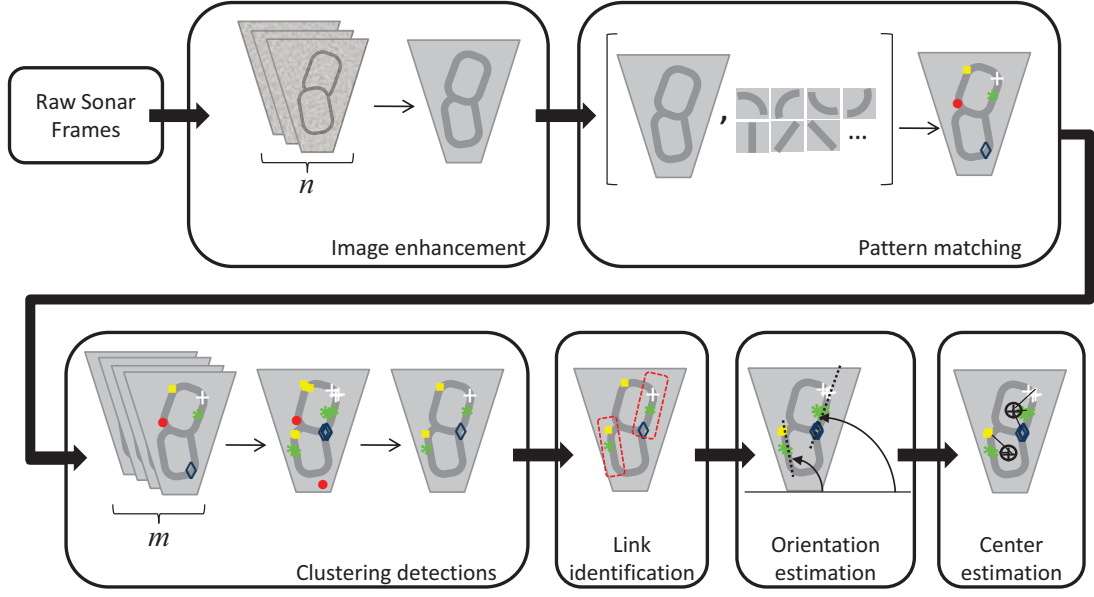 Raw Sonar
Frames
n
Image enhancement
,
...
Pattern matching
m
Clustering detections
Link
identification
Orientation
estimation
Center
estimation